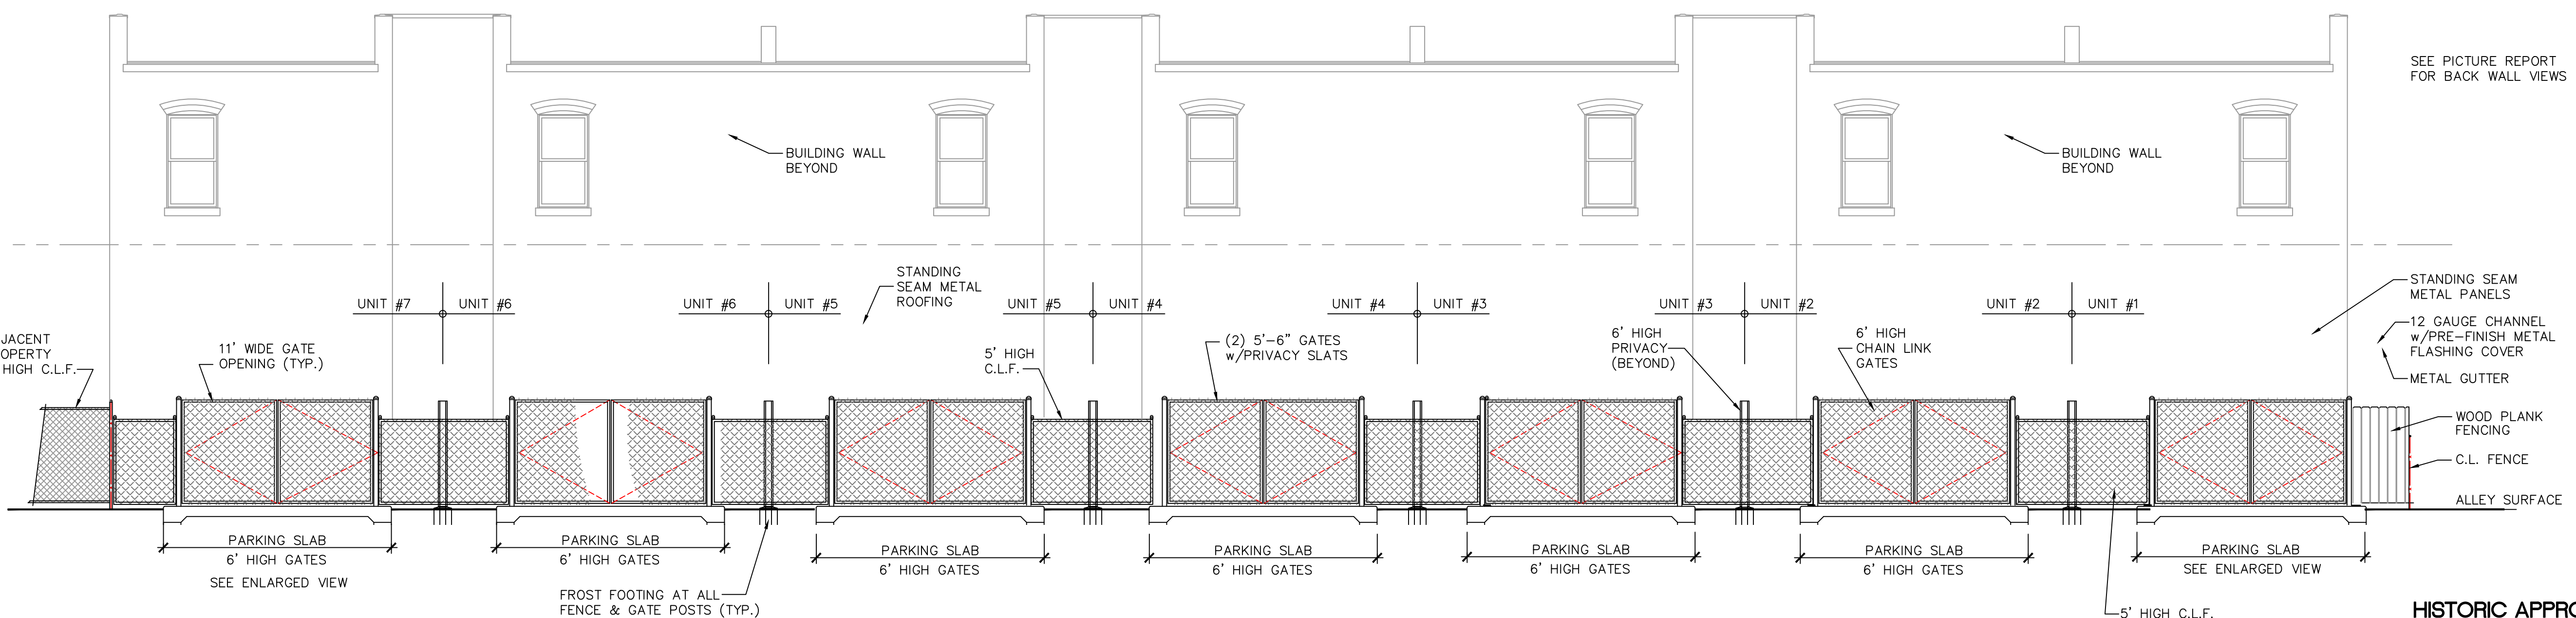 SEE PICTURE REPORT
FOR BACK WALL VIEWS
BUILDING WALL
BEYOND
BUILDING WALL
BEYOND
STANDING
SEAM METAL
ROOFING
STANDING SEAM
METAL PANELS
UNIT #7
UNIT #6
UNIT #6
UNIT #5
UNIT #5
UNIT #4
UNIT #4
UNIT #3
UNIT #3
UNIT #2
UNIT #2
UNIT #1
12 GAUGE CHANNEL
w/PRE-FINISH METAL
FLASHING COVER
METAL GUTTER
JACENT
OPERTY
HIGH C.L.F.
11' WIDE GATE
OPENING (TYP.)
5' HIGH
C.L.F.
(2) 5'-6" GATES
w/PRIVACY SLATS
6' HIGH
PRIVACY
(BEYOND)
6' HIGH
CHAIN LINK
GATES
WOOD PLANK
FENCING
C.L. FENCE
ALLEY SURFACE
PARKING SLAB
6' HIGH GATES
SEE ENLARGED VIEW
PARKING SLAB
6' HIGH GATES
PARKING SLAB
6' HIGH GATES
PARKING SLAB
6' HIGH GATES
PARKING SLAB
6' HIGH GATES
PARKING SLAB
6' HIGH GATES
PARKING SLAB
SEE ENLARGED VIEW
FROST FOOTING AT ALL
FENCE & GATE POSTS (TYP.)
5' HIGH C.L.F.
HISTORIC APPRO